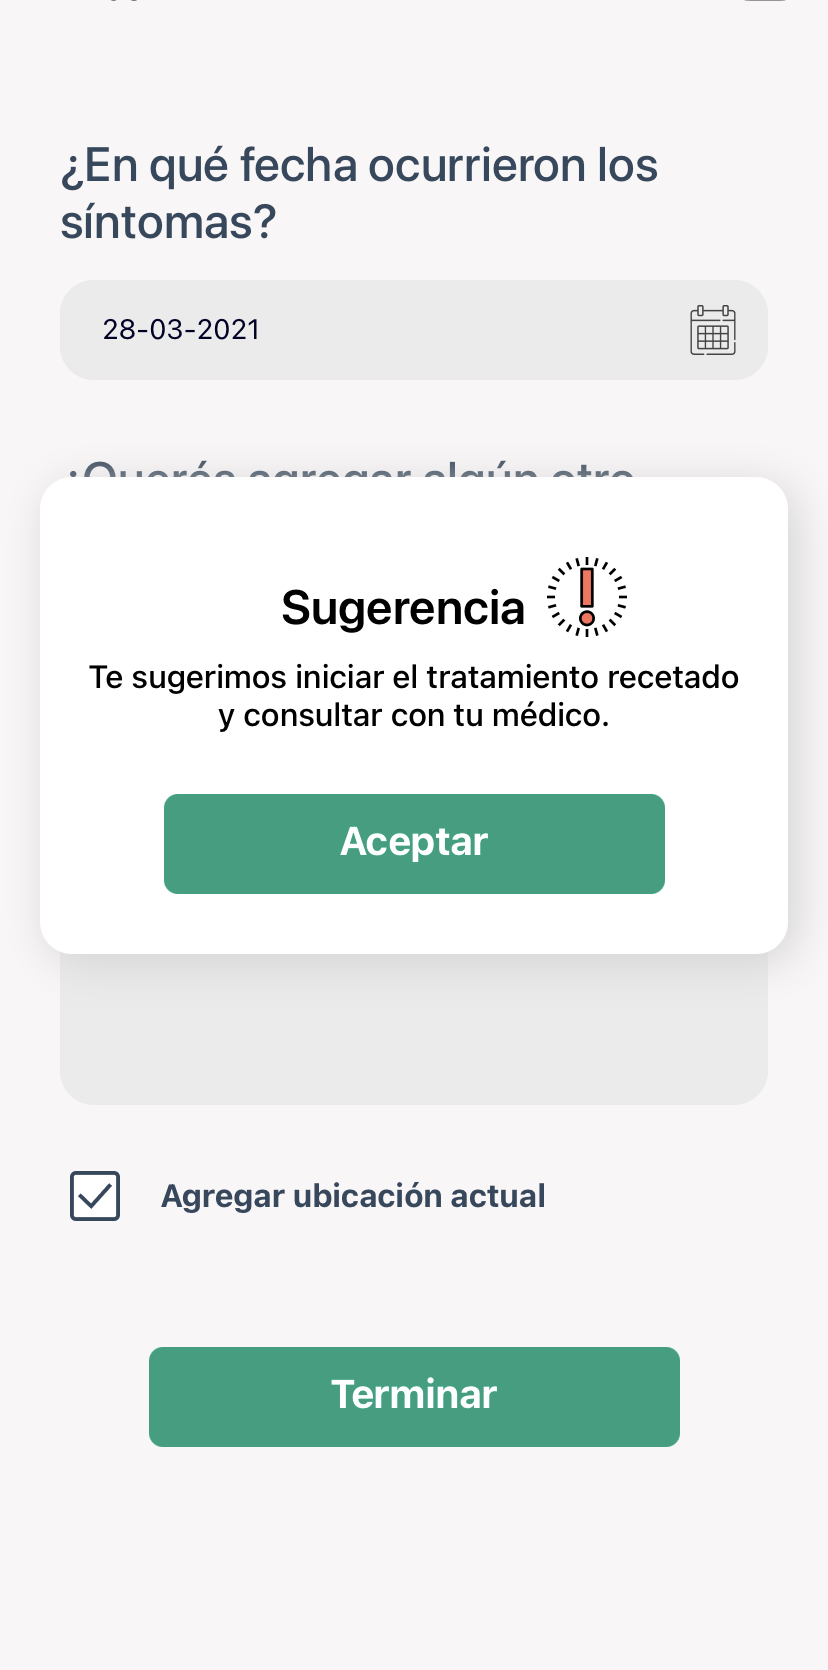 ¿En qué fecha ocurrieron los
síntomas?
28-03-2021
¿Querés agregar algún otro
Sugerencia
Te sugerimos iniciar el tratamiento recetado
y consultar con tu médico.
Aceptar
Agregar ubicación actual
Terminar